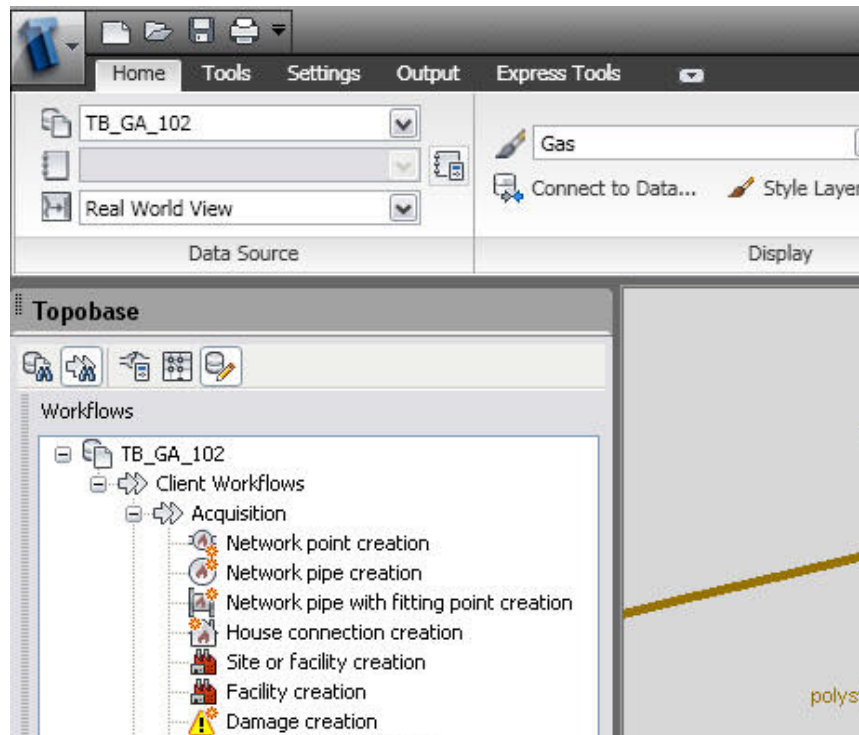 Home Tools Settings Output Express Tools
TB_GA_102
Gas
Connect to Data... Style Layer
Real World View
Data Source Display
Topobase
Workflows
TB_GA_102
Client Workflows
Acquisition
Network point creation
Network pipe creation
Network pipe with fitting point creation
House connection creation
Site or facility creation
Facility creation
polys
Damage creation